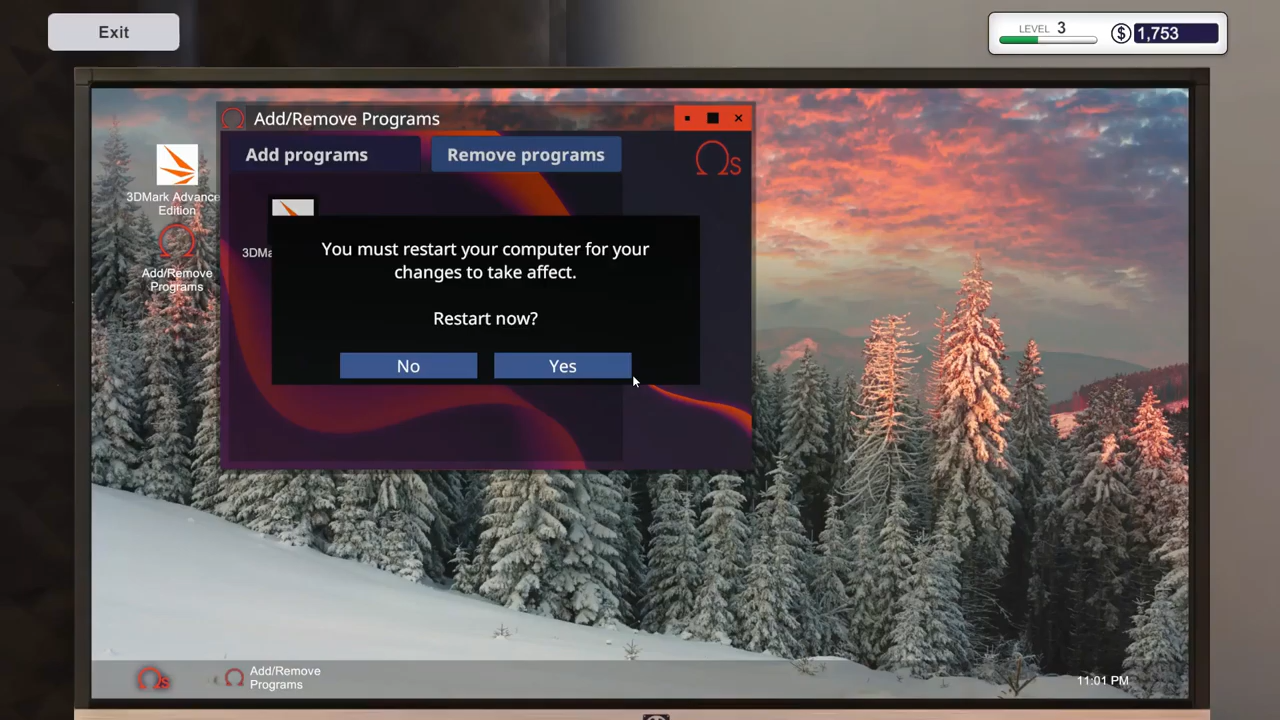 Exit
LEVEL 3
$ 1,753
Add/Remove Programs
Add programs
Remove programs
Ωs
3DMark Advance
Edition
Add/Remove
Programs
3DMa
You must restart your computer for your
changes to take affect.
Restart now?
No
Yes
Ωs
Add/Remove
Programs
11:01 PM